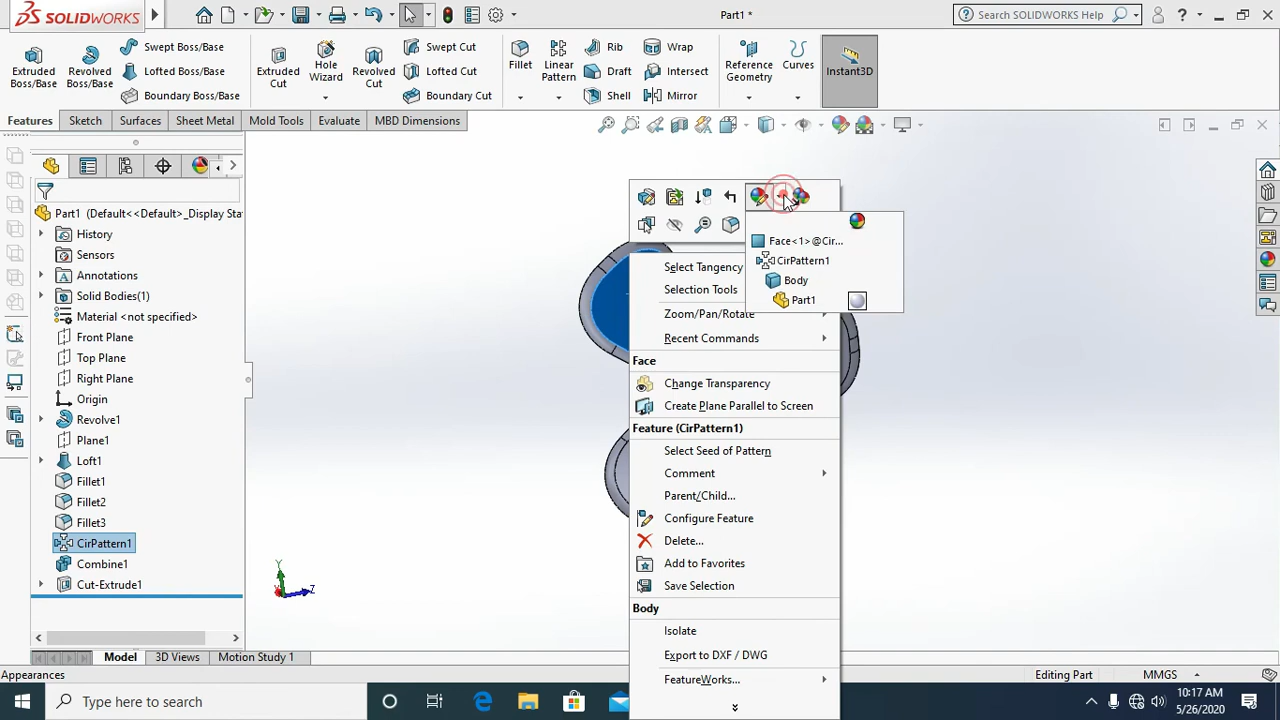 SOLIDWORKS
Part1 *
Search SOLIDWORKS Help
Extruded Boss/Base
Revolved Boss/Base
Swept Boss/Base
Lofted Boss/Base
Boundary Boss/Base
Extruded Cut
Hole Wizard
Revolved Cut
Swept Cut
Lofted Cut
Boundary Cut
Fillet
Linear Pattern
Rib
Draft
Shell
Wrap
Intersect
Mirror
Reference Geometry
Curves
Instant3D
Features
Sketch
Surfaces
Sheet Metal
Mold Tools
Evaluate
MBD Dimensions
Part1 (Default<<Default>_Display Sta
History
Sensors
Annotations
Solid Bodies(1)
Material <not specified>
Front Plane
Top Plane
Right Plane
Origin
Revolve1
Plane1
Loft1
Fillet1
Fillet2
Fillet3
CirPattern1
Combine1
Cut-Extrude1
Face<1>@Cir...
CirPattern1
Body
Part1
Select Tangency
Selection Tools
Zoom/Pan/Rotate
Recent Commands
Face
Change Transparency
Create Plane Parallel to Screen
Feature (CirPattern1)
Select Seed of Pattern
Comment
Parent/Child...
Configure Feature
Delete...
Add to Favorites
Save Selection
Body
Isolate
Export to DXF / DWG
FeatureWorks...
Y
Z
Model
3D Views
Motion Study 1
Appearances
Editing Part
MMGS
Type here to search
10:17 AM
5/26/2020